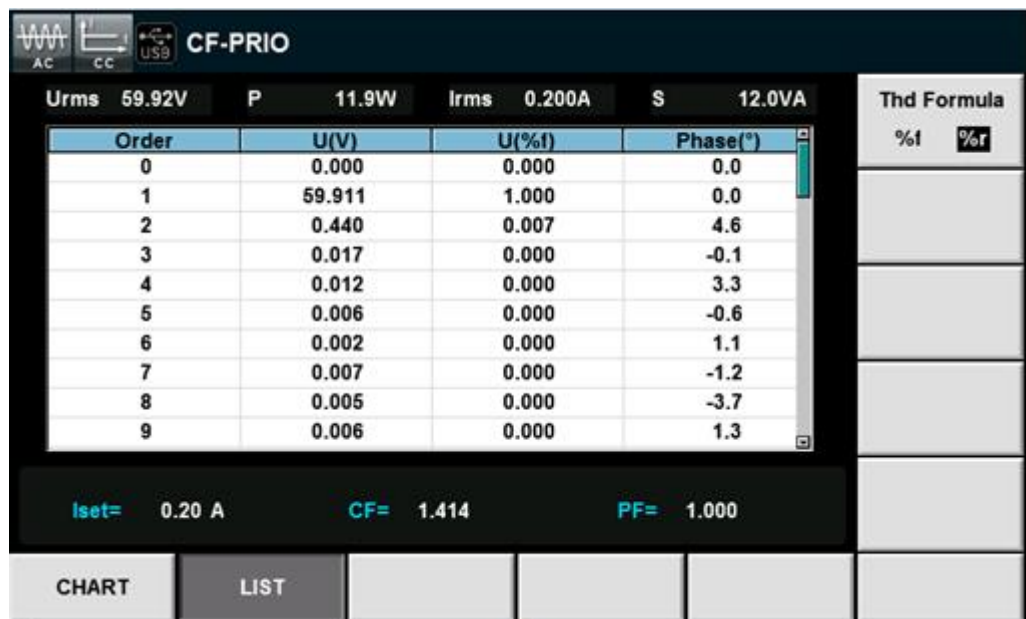 AC CC USB CF-PRIO
Urms 59.92V P 11.9W Irms 0.200A S 12.0VA
Thd Formula
%f %r
Order U(V) U(%f) Phase(°)
0 0.000 0.000 0.0
1 59.911 1.000 0.0
2 0.440 0.007 4.6
3 0.017 0.000 -0.1
4 0.012 0.000 3.3
5 0.006 0.000 -0.6
6 0.002 0.000 1.1
7 0.007 0.000 -1.2
8 0.005 0.000 -3.7
9 0.006 0.000 1.3
Iset= 0.20 A CF= 1.414 PF= 1.000
CHART LIST